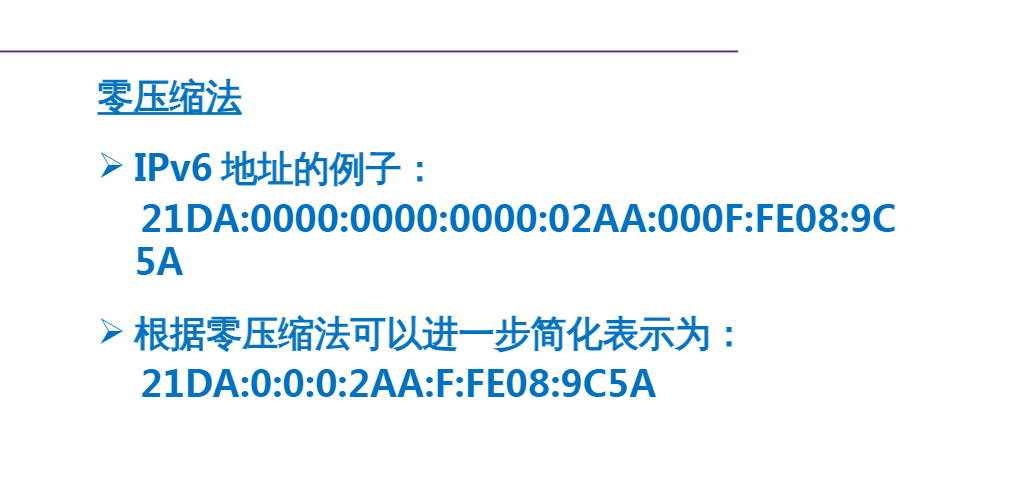 零压缩法
➢ IPv6 地址的例子：
21DA:0000:0000:0000:02AA:000F:FE08:9C
5A
➢ 根据零压缩法可以进一步简化表示为：
21DA:0:0:0:2AA:F:FE08:9C5A